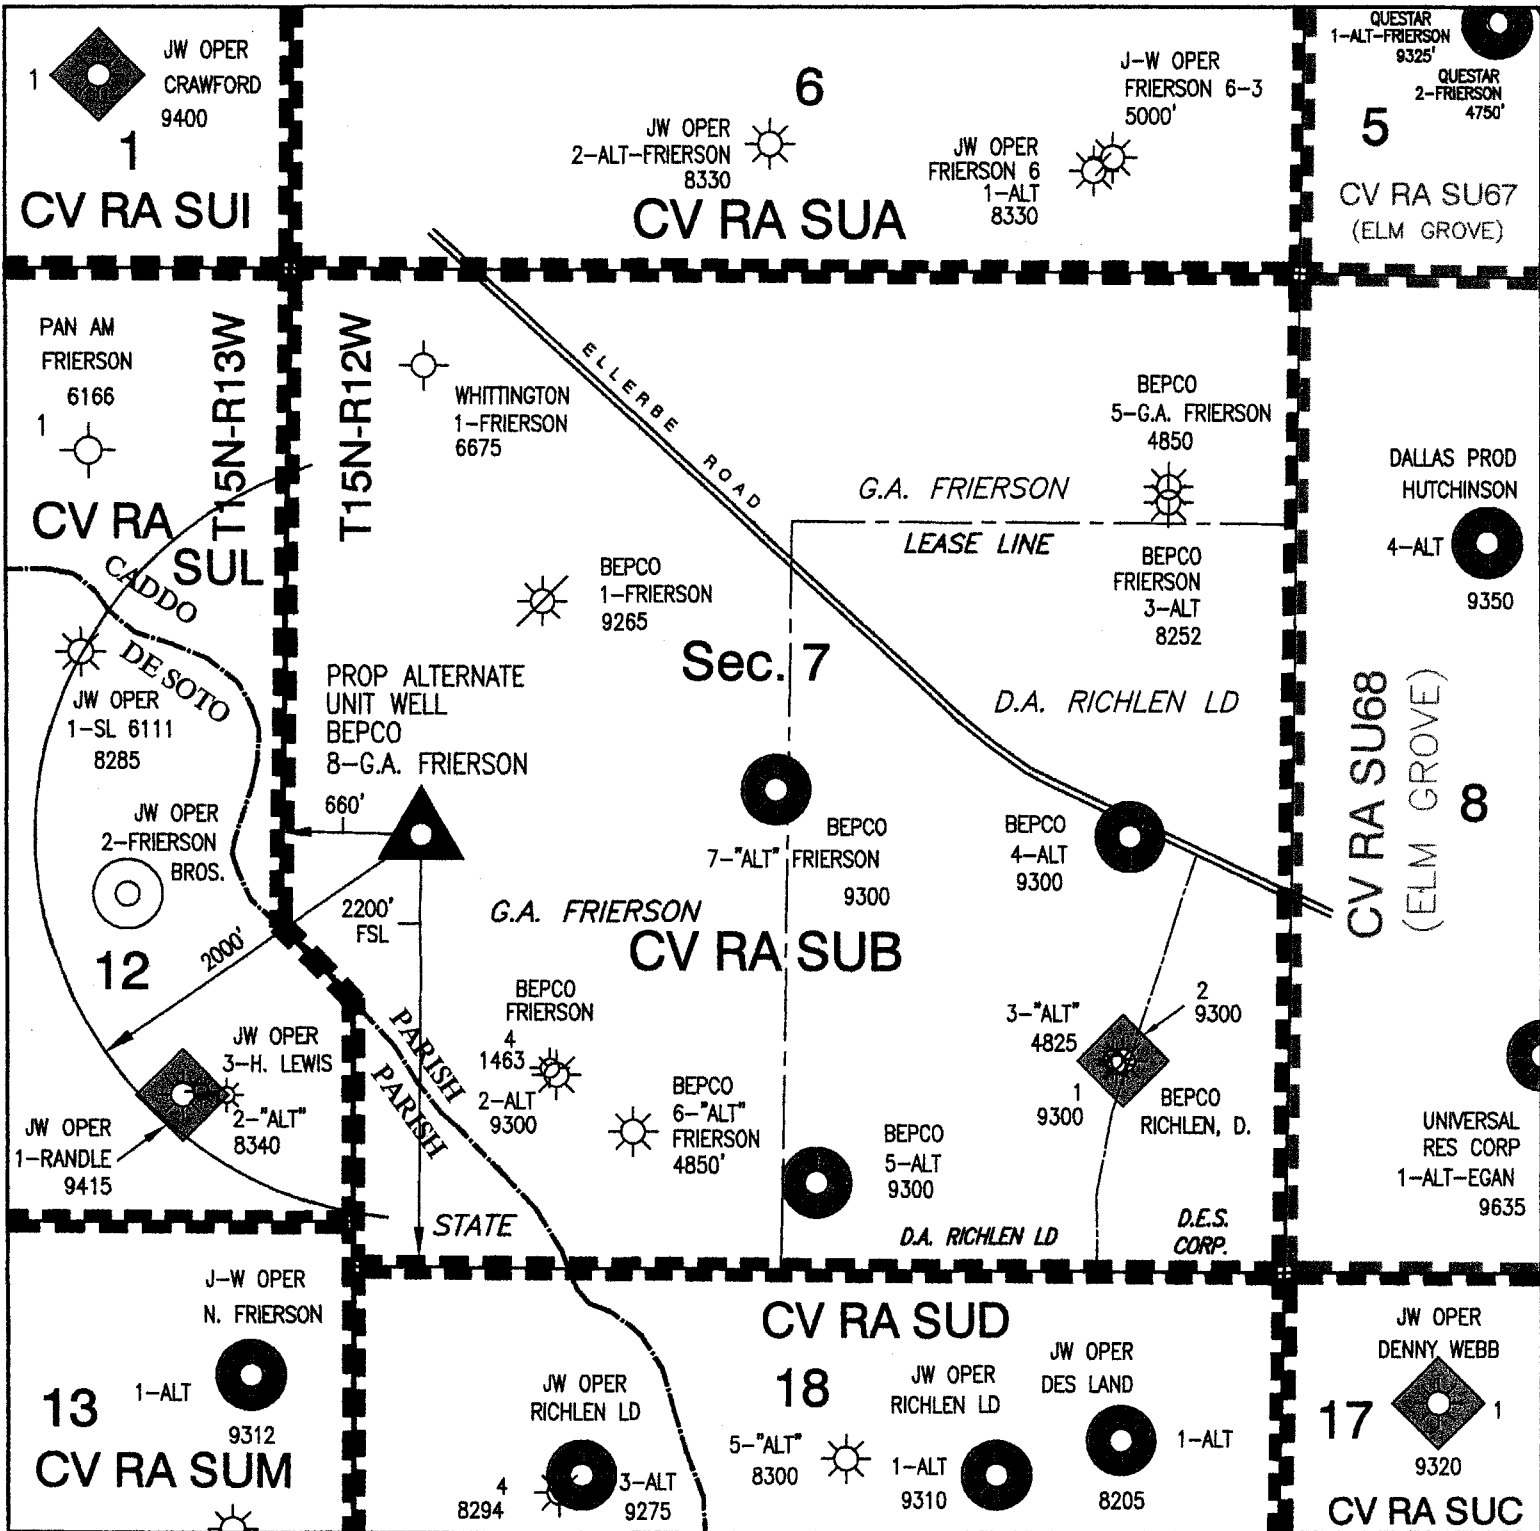 JW OPER
CRAWFORD
9400
1
1
CV RA SUI
6
JW OPER
2-ALT-FRIERSON
8330
J-W OPER
FRIERSON 6-3
5000'
JW OPER
FRIERSON 6
1-ALT
8330
CV RA SUA
QUESTAR
1-ALT-FRIERSON
9325'
QUESTAR
2-FRIERSON
4750'
5
CV RA SU67
(ELM GROVE)
PAN AM
FRIERSON
6166
1
T15N-R13W
T15N-R12W
CV RA
SUL
CADDO
DE SOTO
WHITTINGTON
1-FRIERSON
6675
ELLERBE ROAD
BEPCO
5-G.A. FRIERSON
4850
G.A. FRIERSON
LEASE LINE
BEPCO
FRIERSON
3-ALT
8252
DALLAS PROD
HUTCHINSON
4-ALT
9350
BEPCO
1-FRIERSON
9265
Sec. 7
D.A. RICHLEN LD
JW OPER
1-SL 6111
8285
PROP ALTERNATE
UNIT WELL
BEPCO
8-G.A. FRIERSON
660'
CV RA SU68
(ELM GROVE)
8
JW OPER
2-FRIERSON
BROS.
12
2000'
2200'
FSL
G.A. FRIERSON
BEPCO
7-"ALT" FRIERSON
9300
BEPCO
4-ALT
9300
CV RA SUB
JW OPER
3-H. LEWIS
2-"ALT"
8340
JW OPER
1-RANDLE
9415
PARISH
PARISH
BEPCO
FRIERSON
4
1463
2-ALT
9300
BEPCO
6-"ALT"
FRIERSON
4850'
BEPCO
5-ALT
9300
3-"ALT"
4825
2
9300
1
9300
BEPCO
RICHLEN, D.
UNIVERSAL
RES CORP
1-ALT-EGAN
9635
STATE
D.A. RICHLEN LD
D.E.S.
CORP.
J-W OPER
N. FRIERSON
1-ALT
9312
13
CV RA SUM
CV RA SUD
18
JW OPER
RICHLEN LD
4
8294
3-ALT
9275
5-"ALT"
8300
JW OPER
RICHLEN LD
1-ALT
9310
JW OPER
DES LAND
1-ALT
8205
JW OPER
DENNY WEBB
17
1
9320
CV RA SUC